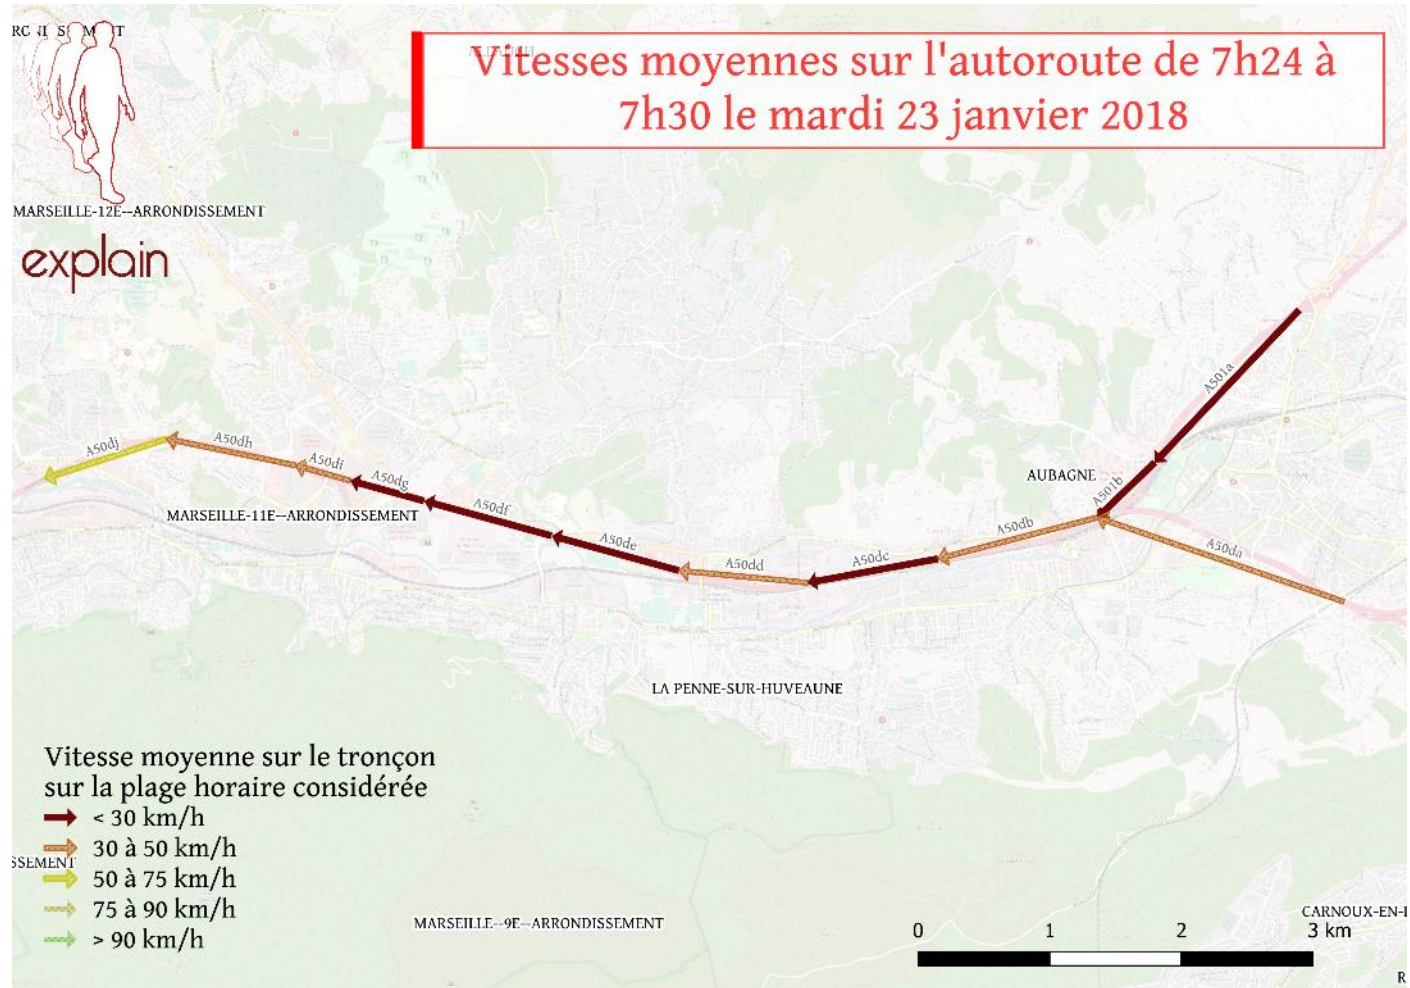 Vitesses moyennes sur l'autoroute de 7h24 à
7h30 le mardi 23 janvier 2018
MARSEILLE-12E--ARRONDISSEMENT
explain
A501a
A50dj
A50dh
A50di
A50dg
AUBAGNE
A501b
MARSEILLE-11E--ARRONDISSEMENT
A50df
A50de
A50dd
A50dc
A50db
A50da
LA PENNE-SUR-HUVEAUNE
Vitesse moyenne sur le tronçon
sur la plage horaire considérée
< 30 km/h
30 à 50 km/h
SSEMENT
50 à 75 km/h
75 à 90 km/h
> 90 km/h
MARSEILLE--9E--ARRONDISSEMENT
CARNOUX-EN-
0 1 2 3 km
R